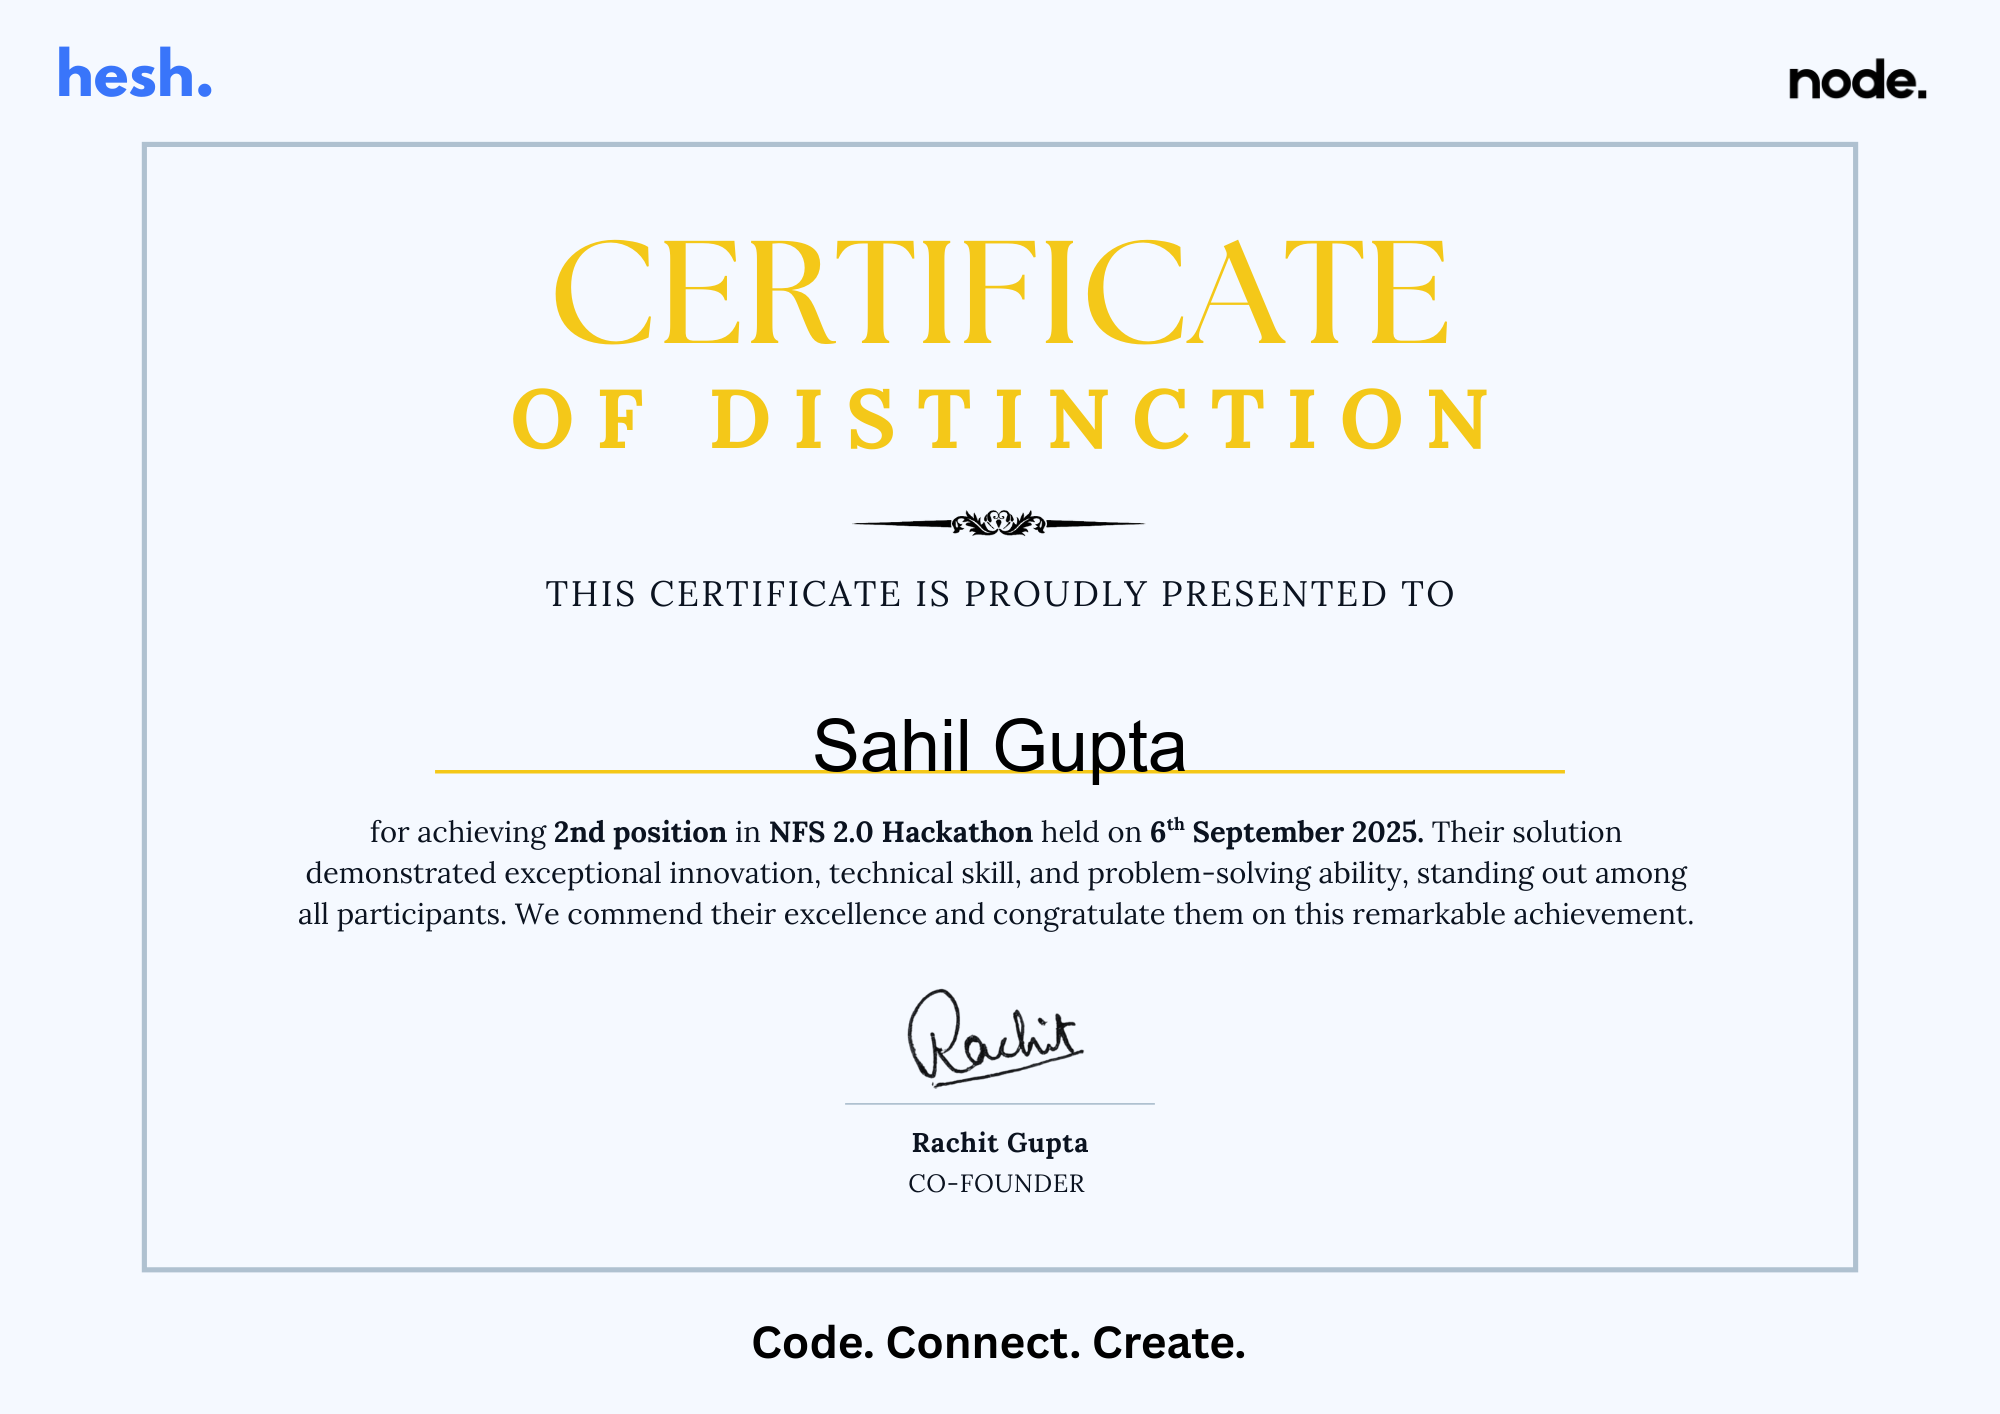 hesh.
node.
CERTIFICATE
OF DISTINCTION
THIS CERTIFICATE IS PROUDLY PRESENTED TO
Sahil Gupta
for achieving 2nd position in NFS 2.0 Hackathon held on 6th September 2025. Their solution
demonstrated exceptional innovation, technical skill, and problem-solving ability, standing out among
all participants. We commend their excellence and congratulate them on this remarkable achievement.
Rachit
Rachit Gupta
CO-FOUNDER
Code. Connect. Create.